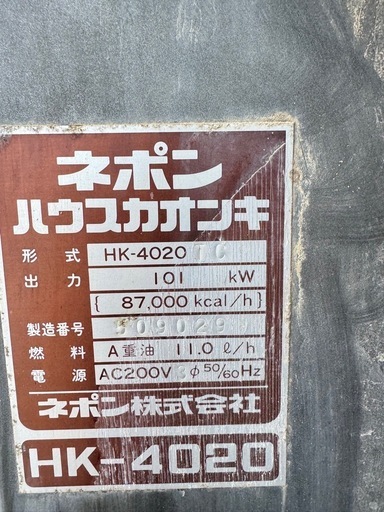 ネポン
ハウスカオンキ
形式 HK-4020TC
出力 101 kW
{ 87,000 kcal/h}
製造番号
燃料 A重油 11.0 ℓ/h
電源 AC200V 3φ 50/60Hz
ネポン株式会社
HK-4020